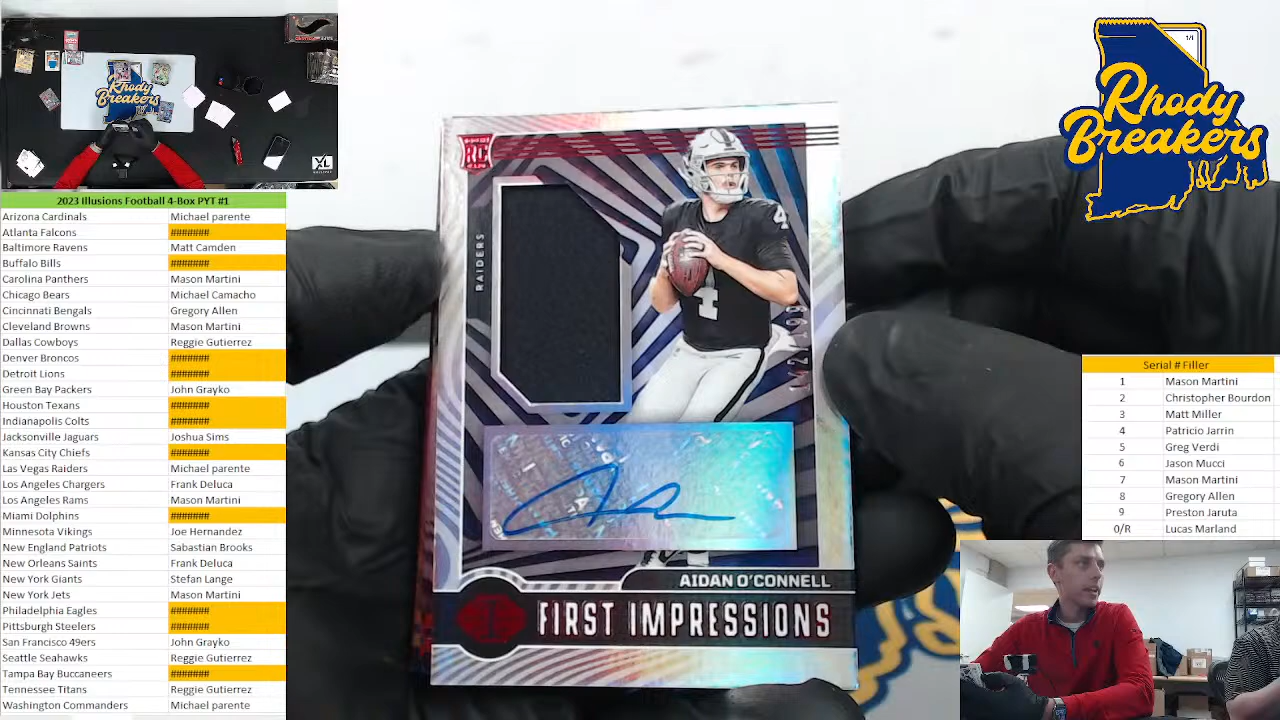 2023 Illusions Football 4-Box PYT #1
Arizona Cardinals Michael parente
Atlanta Falcons #######
Baltimore Ravens Matt Camden
Buffalo Bills #######
Carolina Panthers Mason Martini
Chicago Bears Michael Camacho
Cincinnati Bengals Gregory Allen
Cleveland Browns Mason Martini
Dallas Cowboys Reggie Gutierrez
Denver Broncos #######
Detroit Lions #######
Green Bay Packers John Grayko
Houston Texans #######
Indianapolis Colts #######
Jacksonville Jaguars Joshua Sims
Kansas City Chiefs #######
Las Vegas Raiders Michael parente
Los Angeles Chargers Frank Deluca
Los Angeles Rams Mason Martini
Miami Dolphins #######
Minnesota Vikings Joe Hernandez
New England Patriots Sabastian Brooks
New Orleans Saints Frank Deluca
New York Giants Stefan Lange
New York Jets Mason Martini
Philadelphia Eagles #######
Pittsburgh Steelers #######
San Francisco 49ers John Grayko
Seattle Seahawks Reggie Gutierrez
Tampa Bay Buccaneers #######
Tennessee Titans Reggie Gutierrez
Washington Commanders Michael parente
Rhody
Breakers
XL
RC
RAIDERS
4
4
AIDAN O'CONNELL
FIRST IMPRESSIONS
1/1
Rhody
Breakers
Serial # Filler
1 Mason Martini
2 Christopher Bourdon
3 Matt Miller
4 Patricio Jarrin
5 Greg Verdi
6 Jason Mucci
7 Mason Martini
8 Gregory Allen
9 Preston Jaruta
0/R Lucas Marland